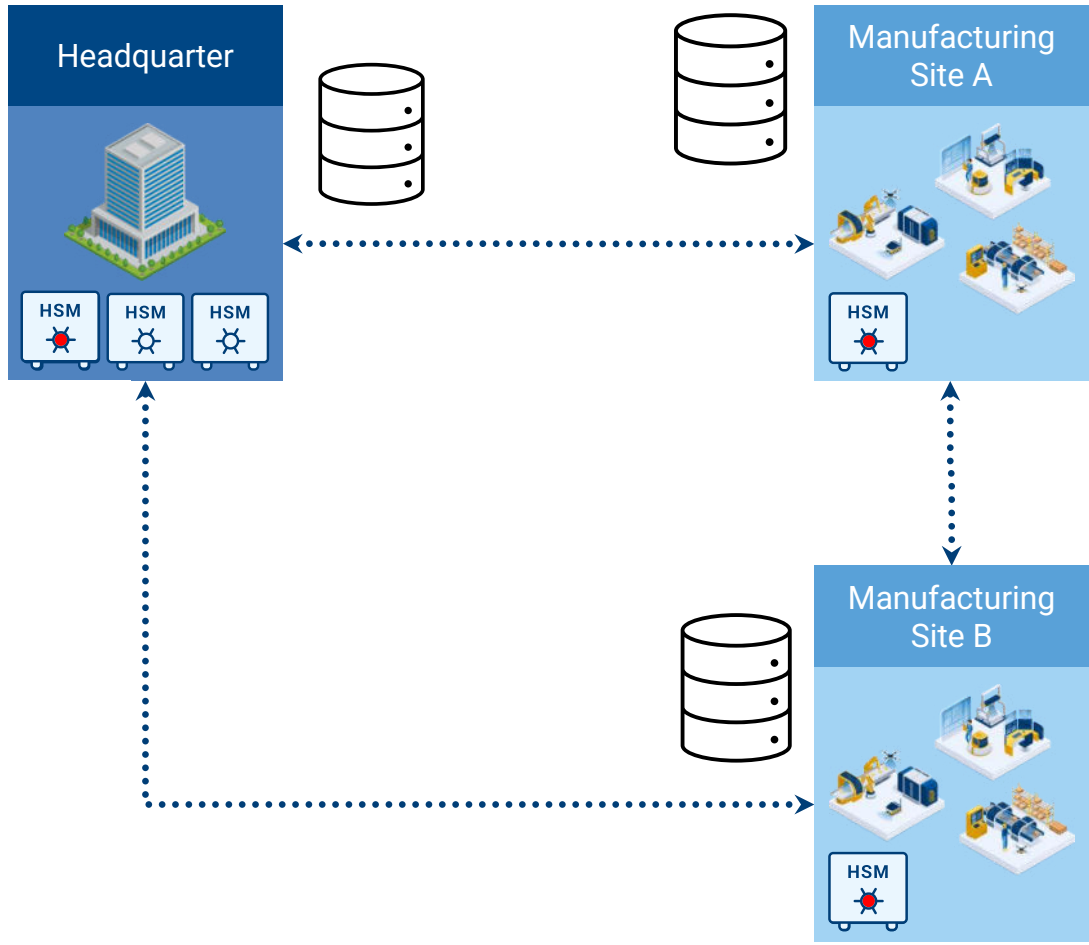 Headquarter
Manufacturing
Site A
HSM
HSM
HSM
HSM
Manufacturing
Site B
HSM